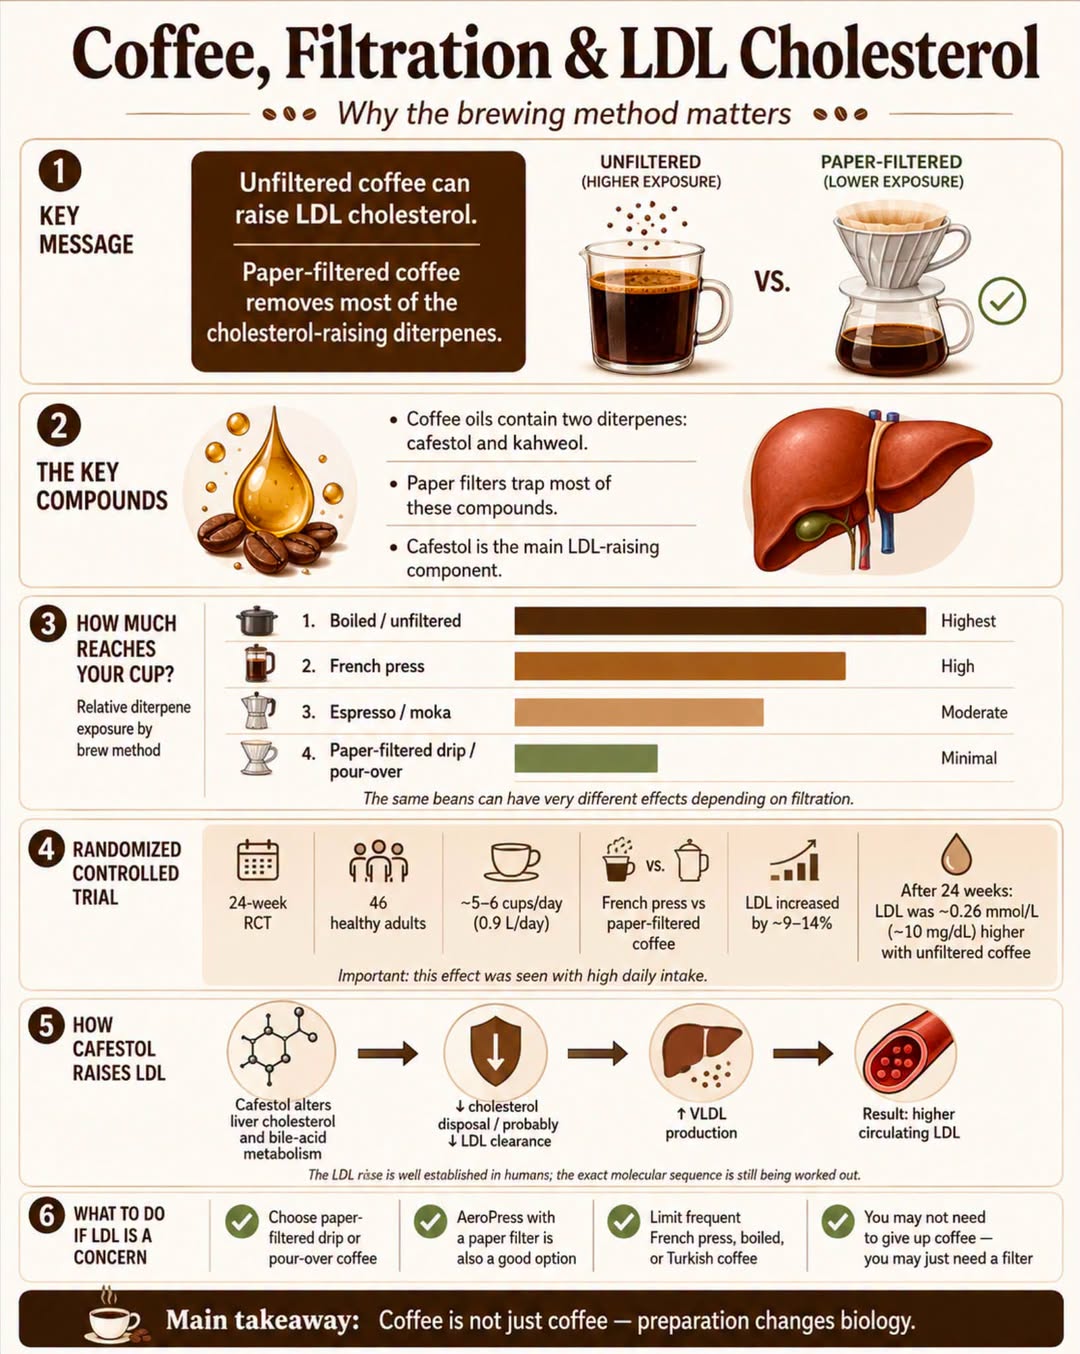 Coffee, Filtration & LDL Cholesterol
Why the brewing method matters
1
KEY
MESSAGE
Unfiltered coffee can
raise LDL cholesterol.
Paper-filtered coffee
removes most of the
cholesterol-raising diterpenes.
UNFILTERED
(HIGHER EXPOSURE)
VS.
PAPER-FILTERED
(LOWER EXPOSURE)
2
THE KEY
COMPOUNDS
• Coffee oils contain two diterpenes:
cafestol and kahweol.
• Paper filters trap most of
these compounds.
• Cafestol is the main LDL-raising
component.
3
HOW MUCH
REACHES
YOUR CUP?
Relative diterpene
exposure by
brew method
1. Boiled / unfiltered Highest
2. French press High
3. Espresso / moka Moderate
4. Paper-filtered drip /
pour-over Minimal
The same beans can have very different effects depending on filtration.
4
RANDOMIZED
CONTROLLED
TRIAL
24-week
RCT
46
healthy adults
~5–6 cups/day
(0.9 L/day)
vs.
French press vs
paper-filtered
coffee
LDL increased
by ~9–14%
After 24 weeks:
LDL was ~0.26 mmol/L
(~10 mg/dL) higher
with unfiltered coffee
Important: this effect was seen with high daily intake.
5
HOW
CAFESTOL
RAISES LDL
Cafestol alters
liver cholesterol
and bile-acid
metabolism
↓ cholesterol
disposal / probably
↓ LDL clearance
↑ VLDL
production
Result: higher
circulating LDL
The LDL rise is well established in humans; the exact molecular sequence is still being worked out.
6
WHAT TO DO
IF LDL IS A
CONCERN
Choose paper-
filtered drip or
pour-over coffee
AeroPress with
a paper filter is
also a good option
Limit frequent
French press, boiled,
or Turkish coffee
You may not need
to give up coffee —
you may just need a filter
Main takeaway: Coffee is not just coffee — preparation changes biology.